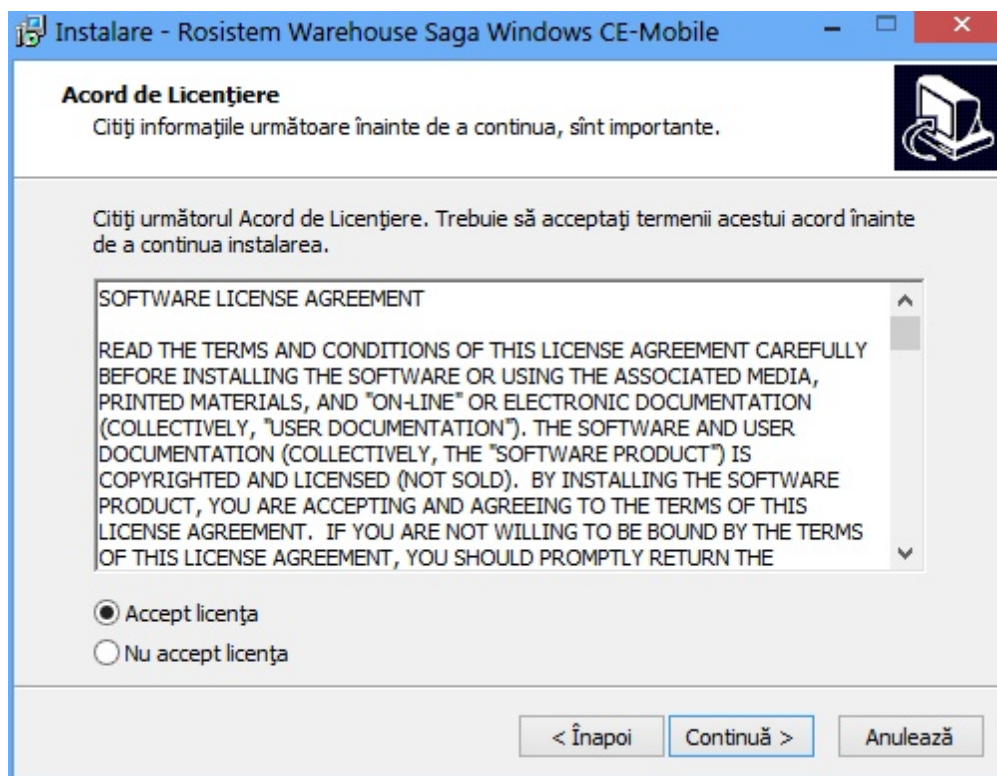 Instalare - Rosistem Warehouse Saga Windows CE-Mobile
Acord de Licenţiere
Citiţi informaţiile următoare înainte de a continua, sînt importante.
Citiţi următorul Acord de Licenţiere. Trebuie să acceptaţi termenii acestui acord înainte
de a continua instalarea.
SOFTWARE LICENSE AGREEMENT
READ THE TERMS AND CONDITIONS OF THIS LICENSE AGREEMENT CAREFULLY
BEFORE INSTALLING THE SOFTWARE OR USING THE ASSOCIATED MEDIA,
PRINTED MATERIALS, AND "ON-LINE" OR ELECTRONIC DOCUMENTATION
(COLLECTIVELY, "USER DOCUMENTATION"). THE SOFTWARE AND USER
DOCUMENTATION (COLLECTIVELY, THE "SOFTWARE PRODUCT") IS
COPYRIGHTED AND LICENSED (NOT SOLD).  BY INSTALLING THE SOFTWARE
PRODUCT, YOU ARE ACCEPTING AND AGREEING TO THE TERMS OF THIS
LICENSE AGREEMENT.  IF YOU ARE NOT WILLING TO BE BOUND BY THE TERMS
OF THIS LICENSE AGREEMENT, YOU SHOULD PROMPTLY RETURN THE
Accept licenţa
Nu accept licenţa
< Înapoi
Continuă >
Anulează